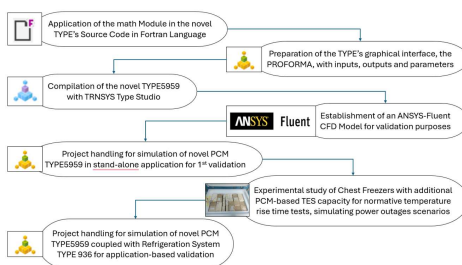 F
Application of the math Module in the novel
TYPE's Source Code in Fortran Language
Preparation of the TYPE's graphical interface, the
PROFORMA, with inputs, outputs and parameters
Compilation of the novel TYPE5959
with TRNSYS Type Studio
ANSYS Fluent
Establishment of an ANSYS-Fluent
CFD Model for validation purposes
Project handling for simulation of novel PCM
TYPE5959 in stand-alone application for 1st validation
Experimental study of Chest Freezers with additional
PCM-based TES capacity for normative temperature
rise time tests, simulating power outages scenarios
Project handling for simulation of novel PCM
TYPE5959 coupled with Refrigeration System
TYPE 936 for application-based validation